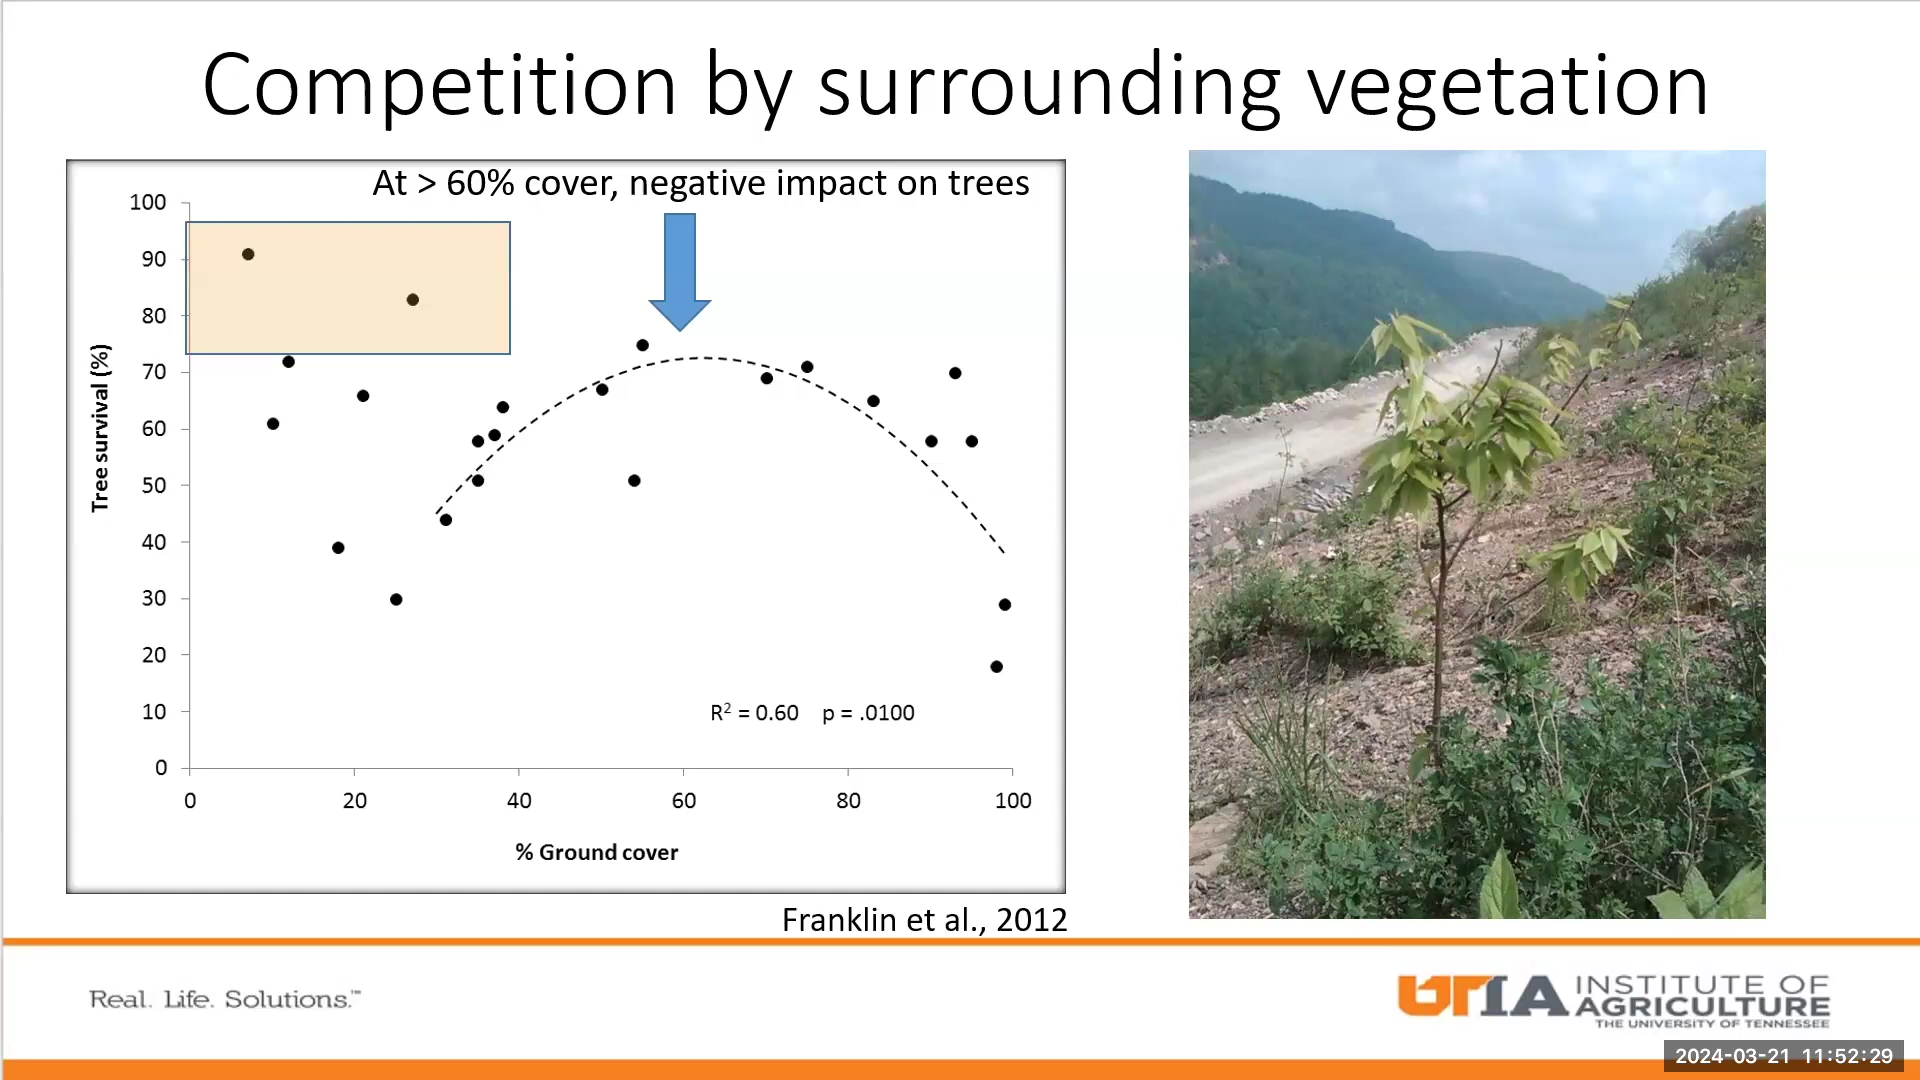 Competition by surrounding vegetation
At > 60% cover, negative impact on trees
100
90
80
70
60
50
40
30
20
10
0
Tree survival (%)
R² = 0.60 p = .0100
0 20 40 60 80 100
% Ground cover
Franklin et al., 2012
Real. Life. Solutions.™
UTIA INSTITUTE OF
AGRICULTURE
THE UNIVERSITY OF TENNESSEE
2024-03-21 11:52:29